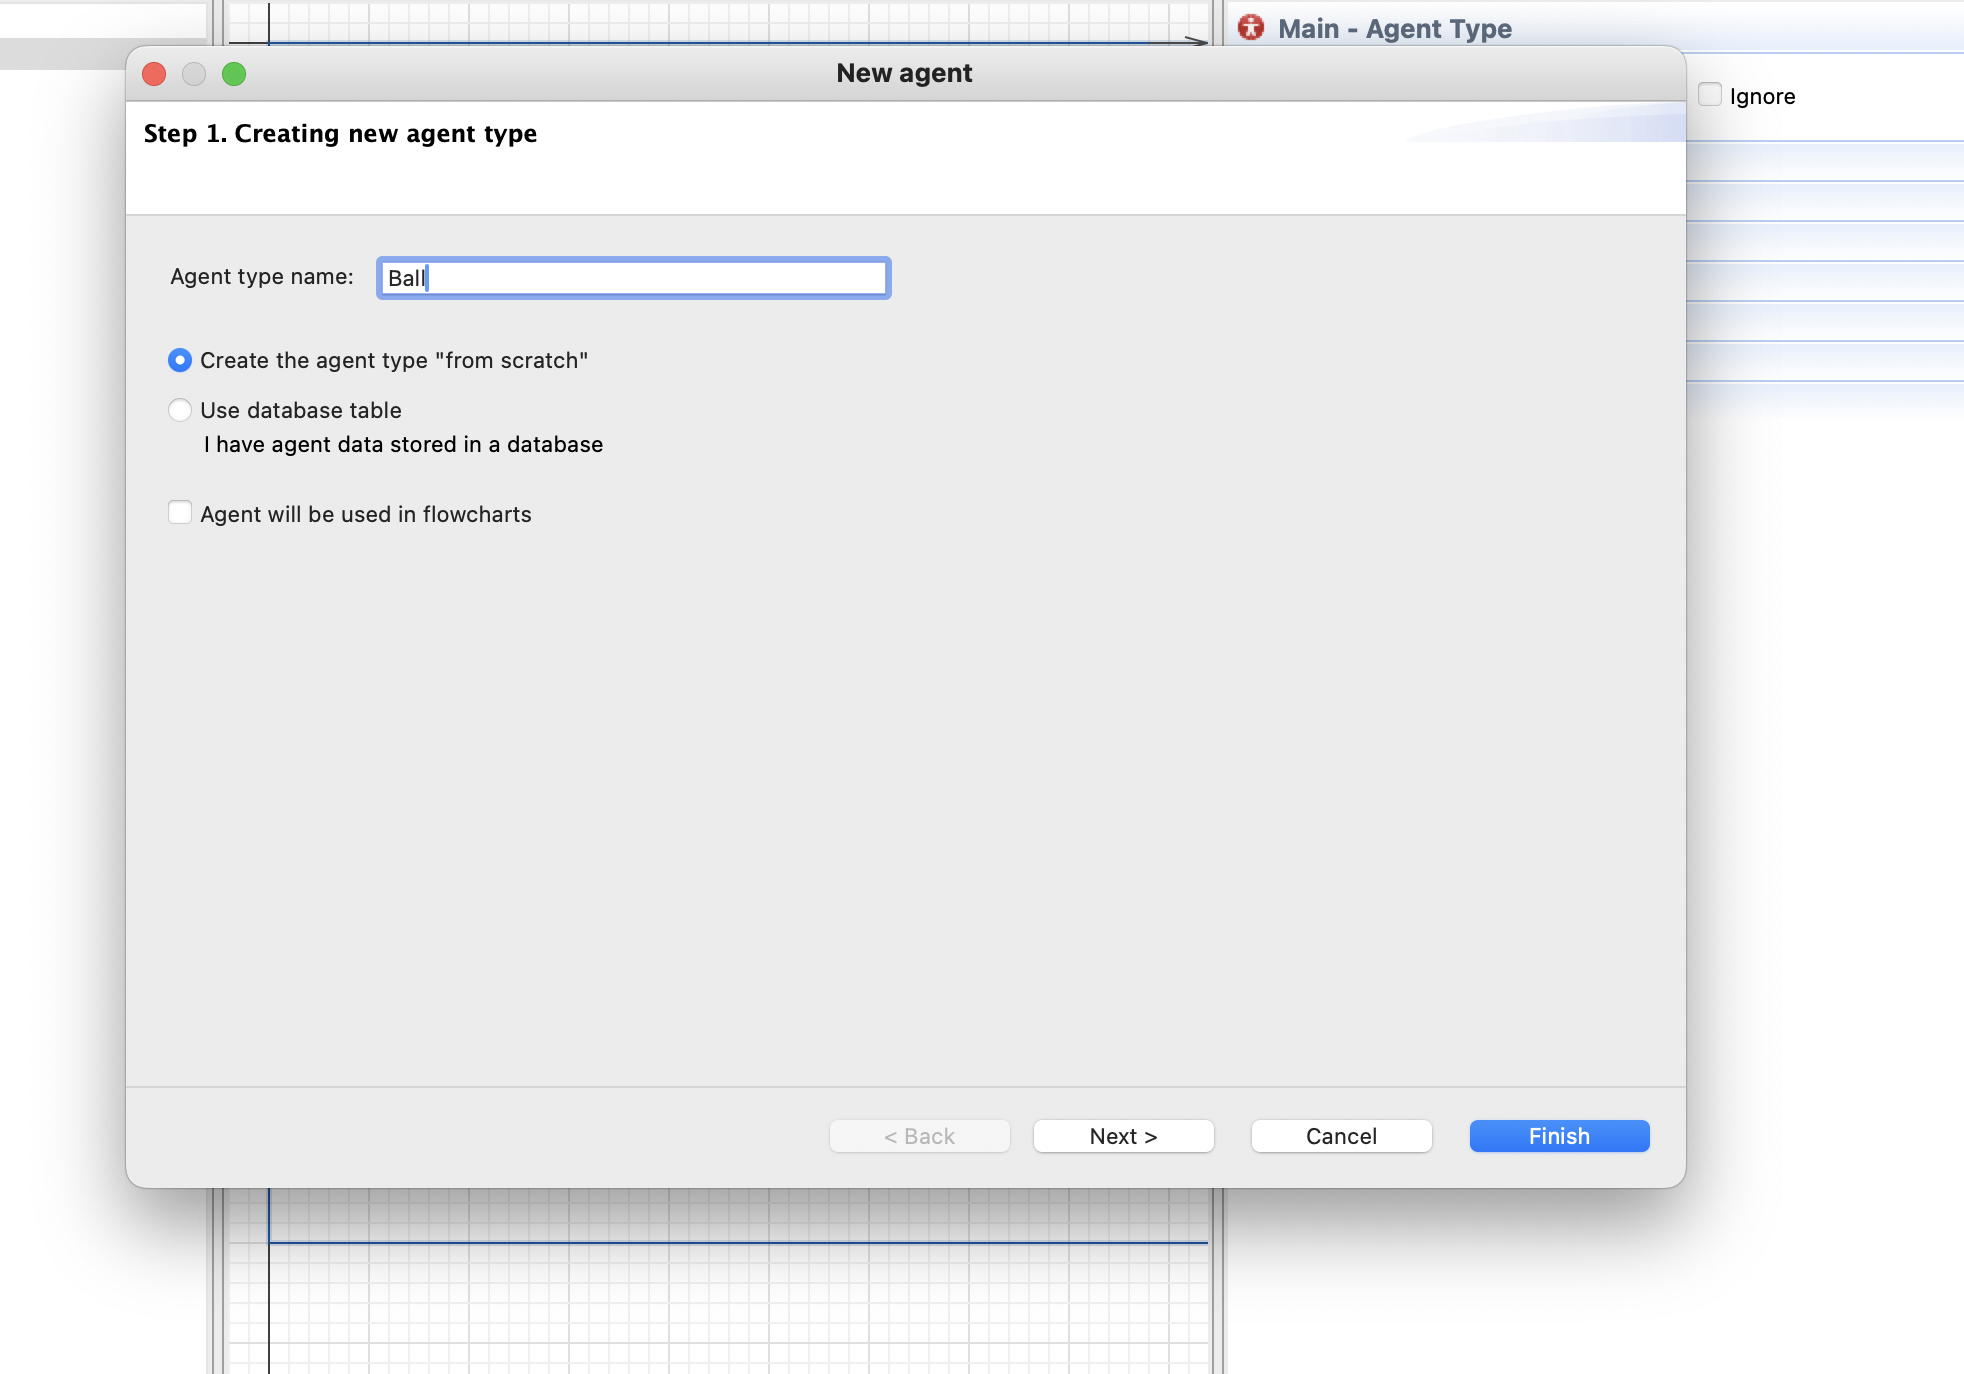 Main - Agent Type
New agent
Ignore
Step 1. Creating new agent type
Agent type name: Ball
Create the agent type "from scratch"
Use database table
I have agent data stored in a database
Agent will be used in flowcharts
< Back Next > Cancel Finish